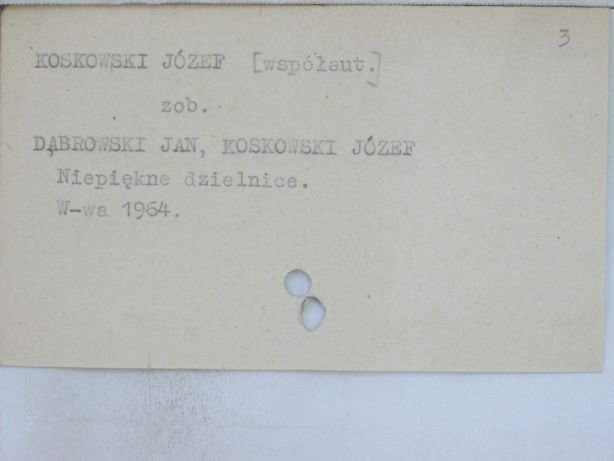 3
KOSKOWSKI JÓZEF [współaut.]
zob.
DĄBROWSKI JAN, KOSKOWSKI JÓZEF
Niepiękne dzielnice.
W-wa 1964.